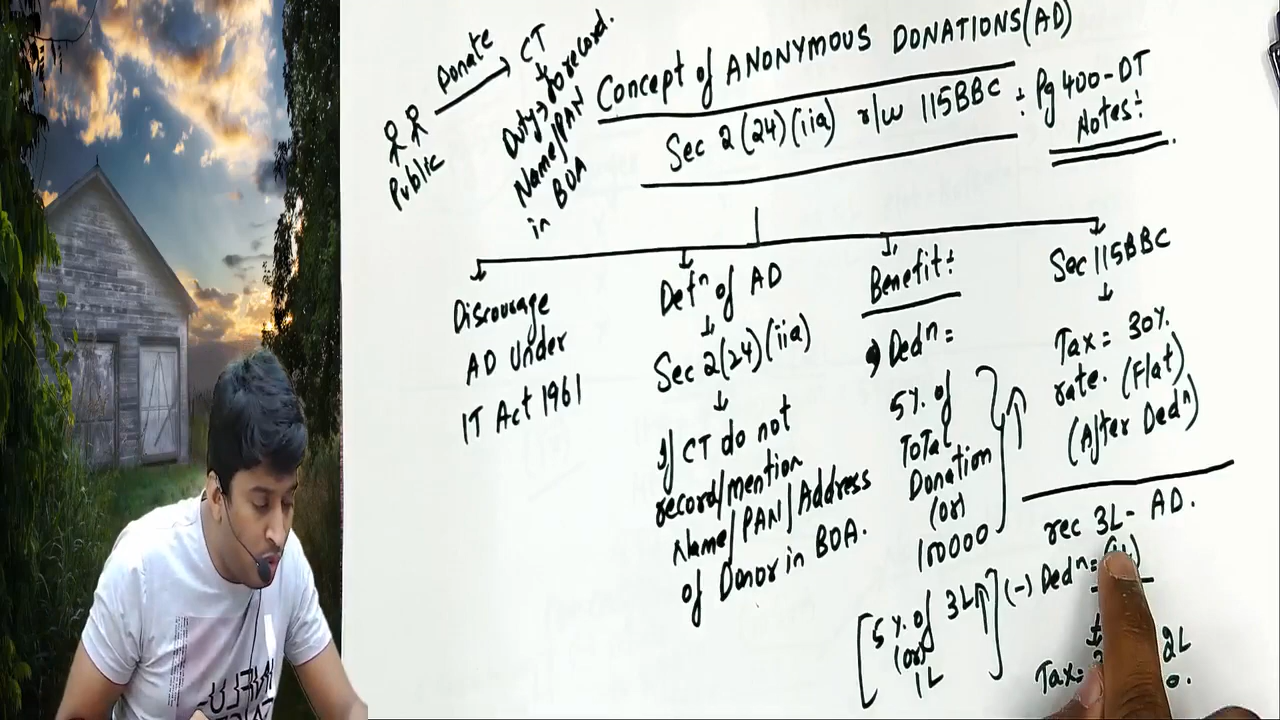 Concept of ANONYMOUS DONATIONS (AD)
Sec 2(24)(iia) r/w 115BBC :
Pg 400-DT
Notes:
Public
Donate
CT
Duty → to record
Name/PAN
in BOA
Discourage
AD Under
IT Act 1961
Defⁿ of AD
Sec 2(24)(iia)
If CT do not
record/mention
Name/PAN/Address
of Donor in BOA.
Benefit:
Dedⁿ =
5% of
Total
Donation
(or)
100000
[5% of 3L↑
(or)
1L]
Sec 115BBC
Tax = 30%
rate. (Flat)
(After Dedⁿ)
rec 3L- AD.
(-) Dedⁿ =
2L
Tax=